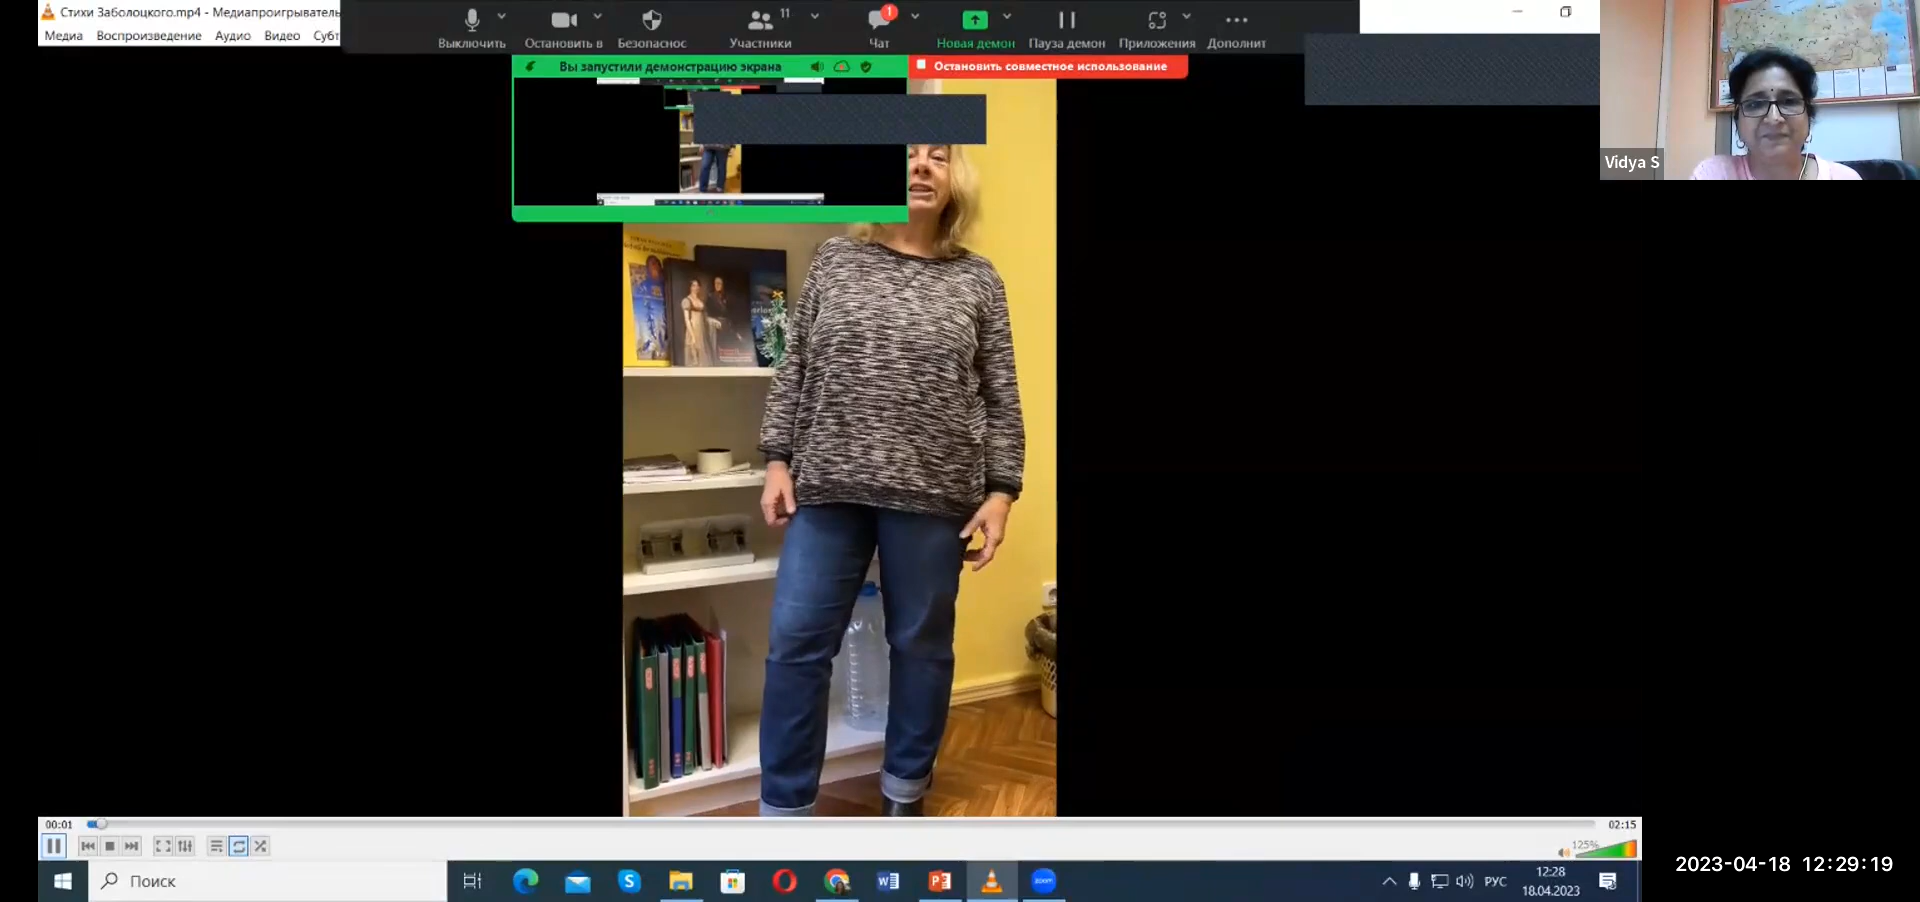 Стихи Заболоцкого.mp4 - Медиапроигрыватель
Медиа Воспроизведение Аудио Видео Субт
11
1
Выключить Остановить в Безопаснос Участники Чат Новая демон Пауза демон Приложения Дополнит
Вы запустили демонстрацию экрана
Остановить совместное использование
Vidya S
00:01
02:15
125%
Поиск
zoom
РУС
12:28
18.04.2023
2023-04-18 12:29:19